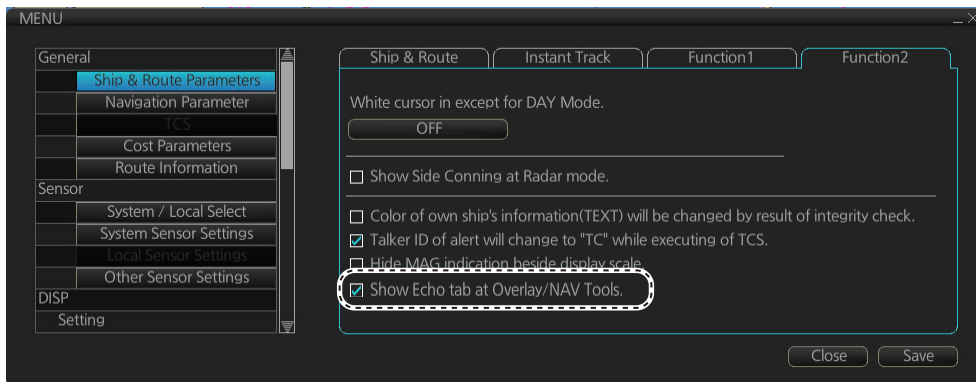 MENU
General
Ship & Route Parameters
Navigation Parameter
TCS
Cost Parameters
Route Information
Sensor
System / Local Select
System Sensor Settings
Local Sensor Settings
Other Sensor Settings
DISP
Setting
Ship & Route
Instant Track
Function1
Function2
White cursor in except for DAY Mode.
OFF
Show Side Conning at Radar mode.
Color of own ship's information(TEXT) will be changed by result of integrity check.
Talker ID of alert will change to "TC" while executing of TCS.
Hide MAG indication beside display scale
Show Echo tab at Overlay/NAV Tools.
Close
Save